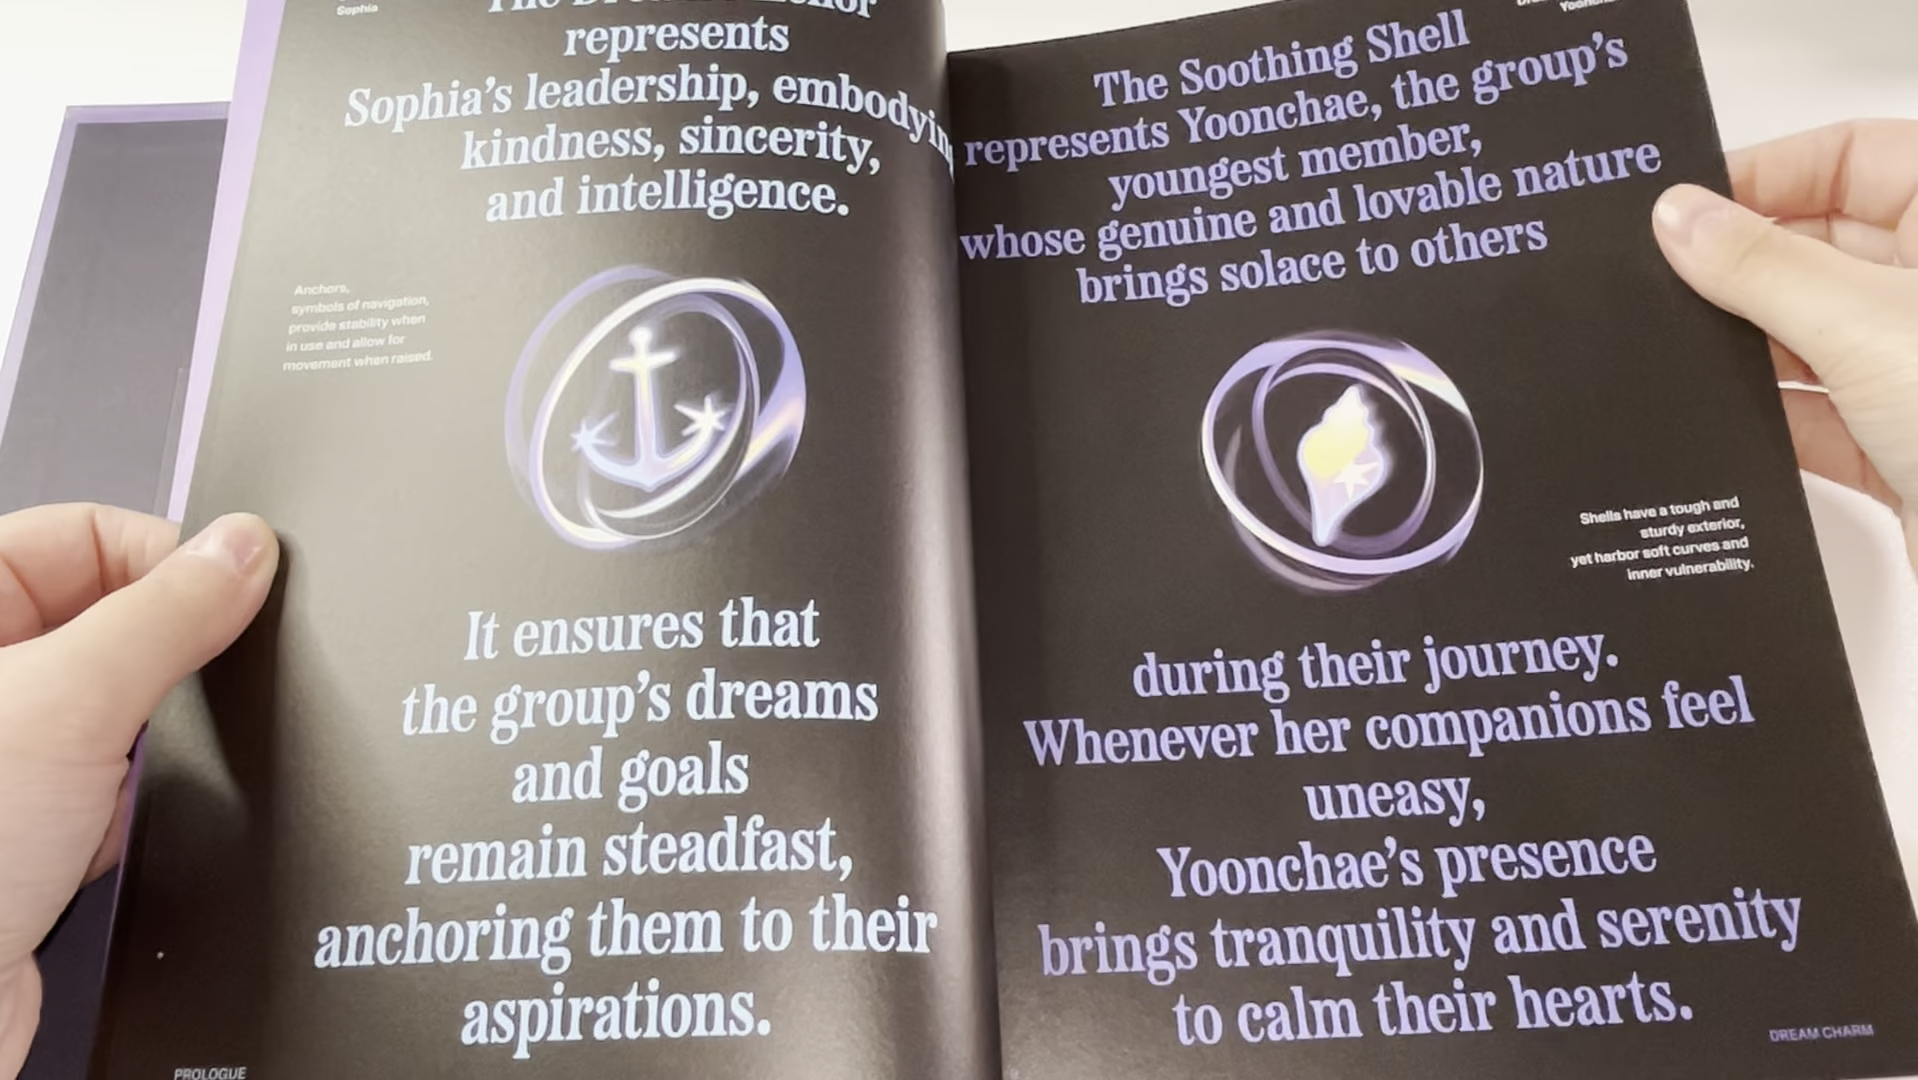 Sophia
represents
Sophia's leadership, embodying
kindness, sincerity,
and intelligence.
Anchors,
symbols of navigation,
provide stability when
in use and allow for
movement when raised.
It ensures that
the group's dreams
and goals
remain steadfast,
anchoring them to their
aspirations.
PROLOGUE
The Soothing Shell
represents Yoonchae, the group's
youngest member,
whose genuine and lovable nature
brings solace to others
Shells have a tough and
sturdy exterior,
yet harbor soft curves and
inner vulnerability.
during their journey.
Whenever her companions feel
uneasy,
Yoonchae's presence
brings tranquility and serenity
to calm their hearts.
DREAM CHARM